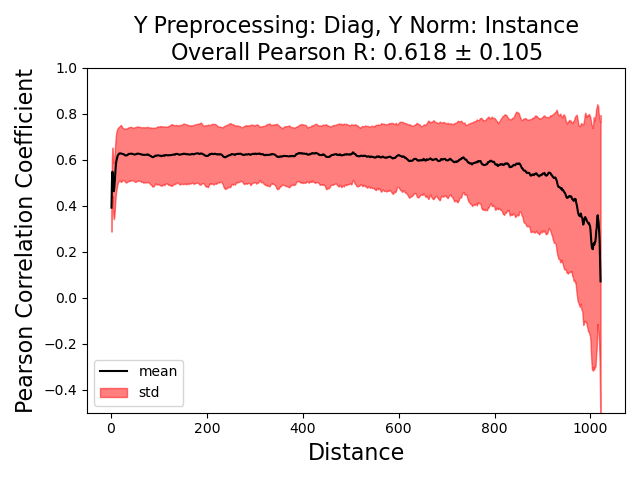 Y Preprocessing: Diag, Y Norm: Instance
Overall Pearson R: 0.618 ± 0.105
Pearson Correlation Coefficient
1.0
0.8
0.6
0.4
0.2
0.0
−0.2
−0.4
mean
std
0 200 400 600 800 1000
Distance